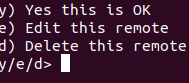 y) Yes this is OK
e) Edit this remote
d) Delete this remote
y/e/d>